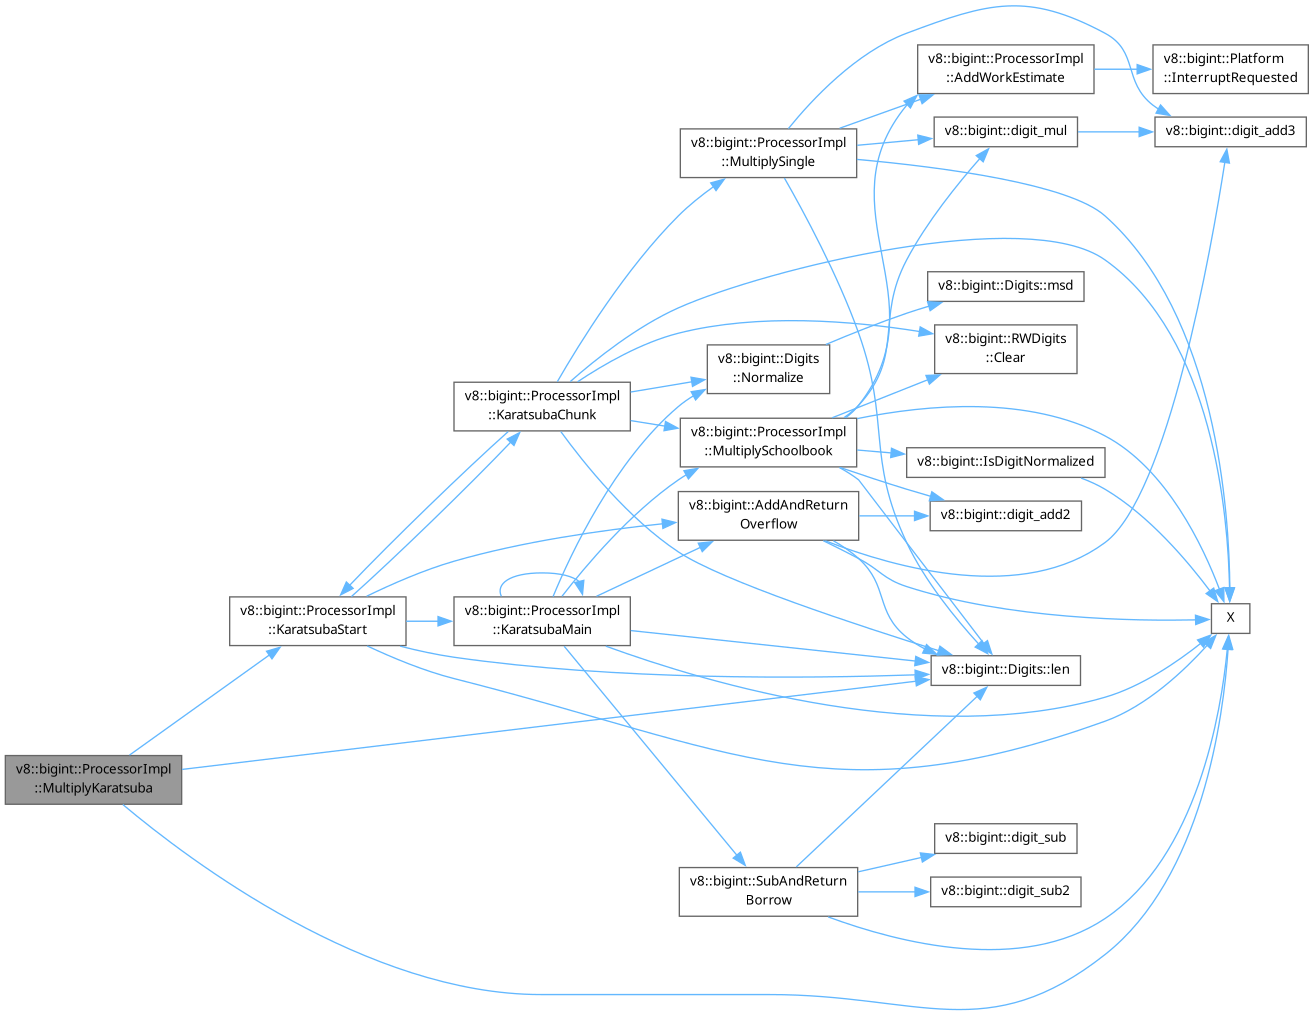 v8::bigint::ProcessorImpl
::MultiplyKaratsuba
v8::bigint::ProcessorImpl
::KaratsubaStart
v8::bigint::ProcessorImpl
::KaratsubaChunk
v8::bigint::ProcessorImpl
::KaratsubaMain
v8::bigint::ProcessorImpl
::MultiplySingle
v8::bigint::Digits
::Normalize
v8::bigint::ProcessorImpl
::MultiplySchoolbook
v8::bigint::AddAndReturn
Overflow
v8::bigint::SubAndReturn
Borrow
v8::bigint::ProcessorImpl
::AddWorkEstimate
v8::bigint::digit_mul
v8::bigint::Digits::msd
v8::bigint::RWDigits
::Clear
v8::bigint::IsDigitNormalized
v8::bigint::digit_add2
v8::bigint::Digits::len
v8::bigint::digit_sub
v8::bigint::digit_sub2
v8::bigint::Platform
::InterruptRequested
v8::bigint::digit_add3
X